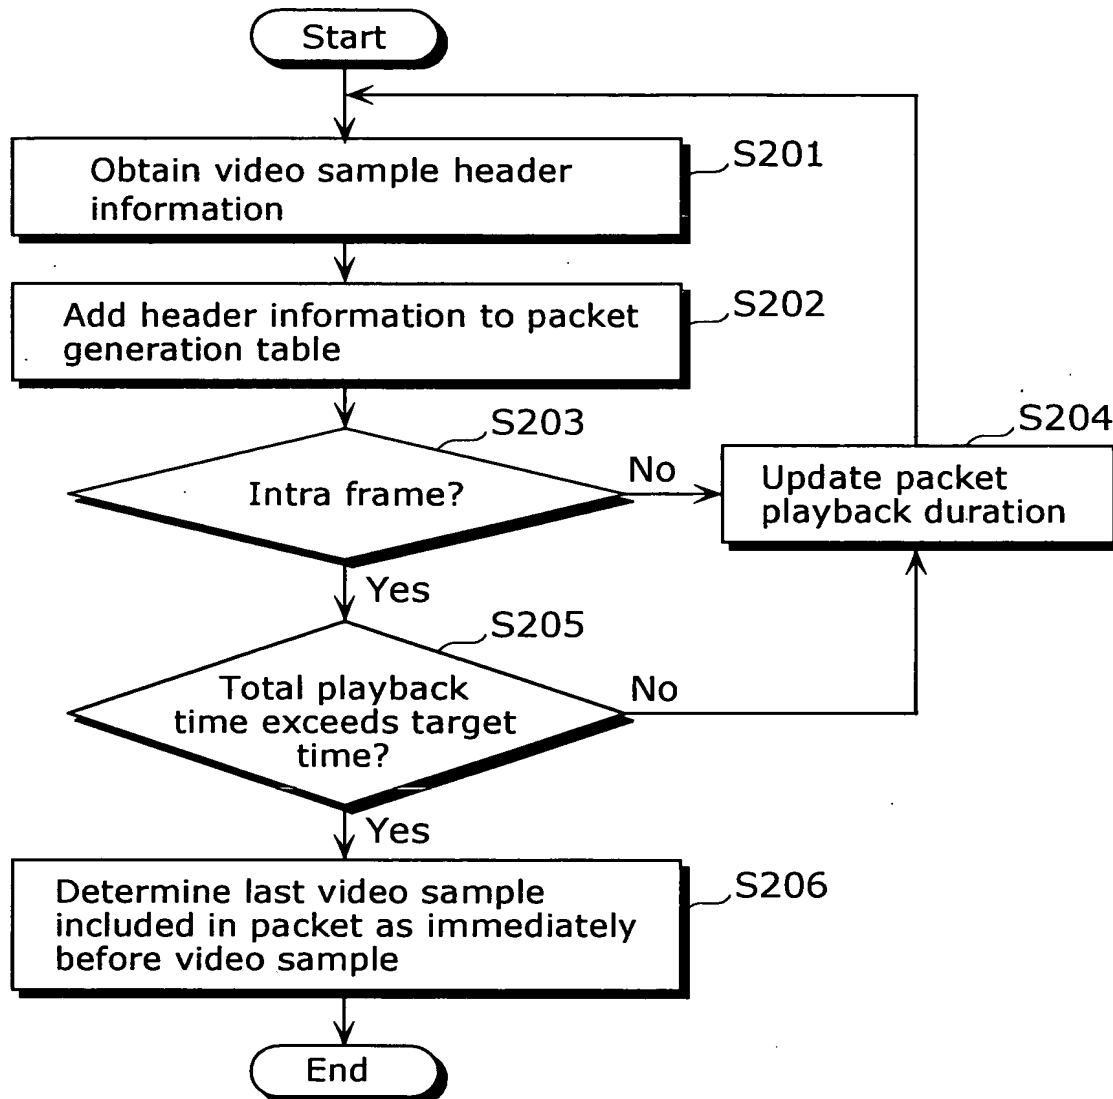 Start
Obtain video sample header
information
S201
Add header information to packet
generation table
S202
Intra frame?
S203
No
Update packet
playback duration
S204
Yes
Total playback
time exceeds target
time?
S205
No
Yes
Determine last video sample
included in packet as immediately
before video sample
S206
End